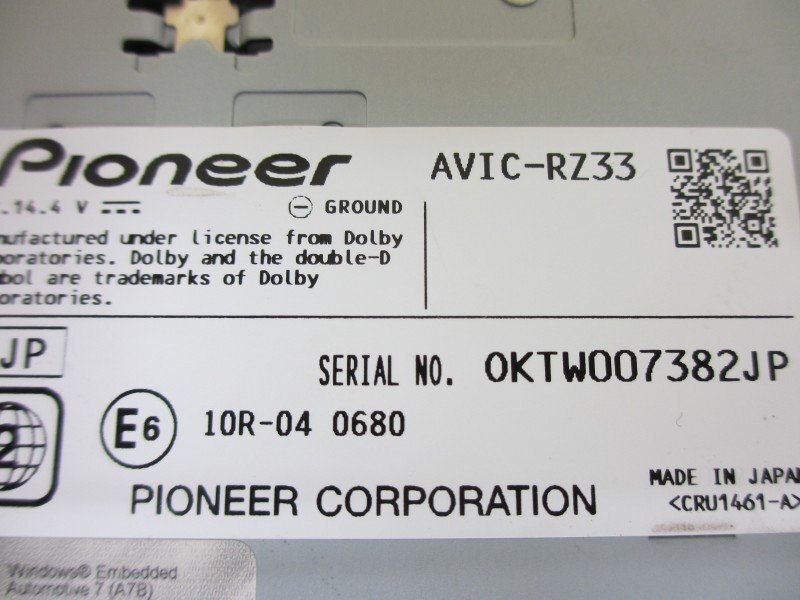 Pioneer AVIC-RZ33
.14.4 V ⎓ ⊖ GROUND
nufactured under license from Dolby
oratories. Dolby and the double-D
bol are trademarks of Dolby
oratories.
JP
SERIAL NO. OKTW007382JP
2
E6 10R-04 0680
PIONEER CORPORATION
MADE IN JAPAN
<CRU1461-A>
Windows® Embedded
Automotive 7 (A7B)